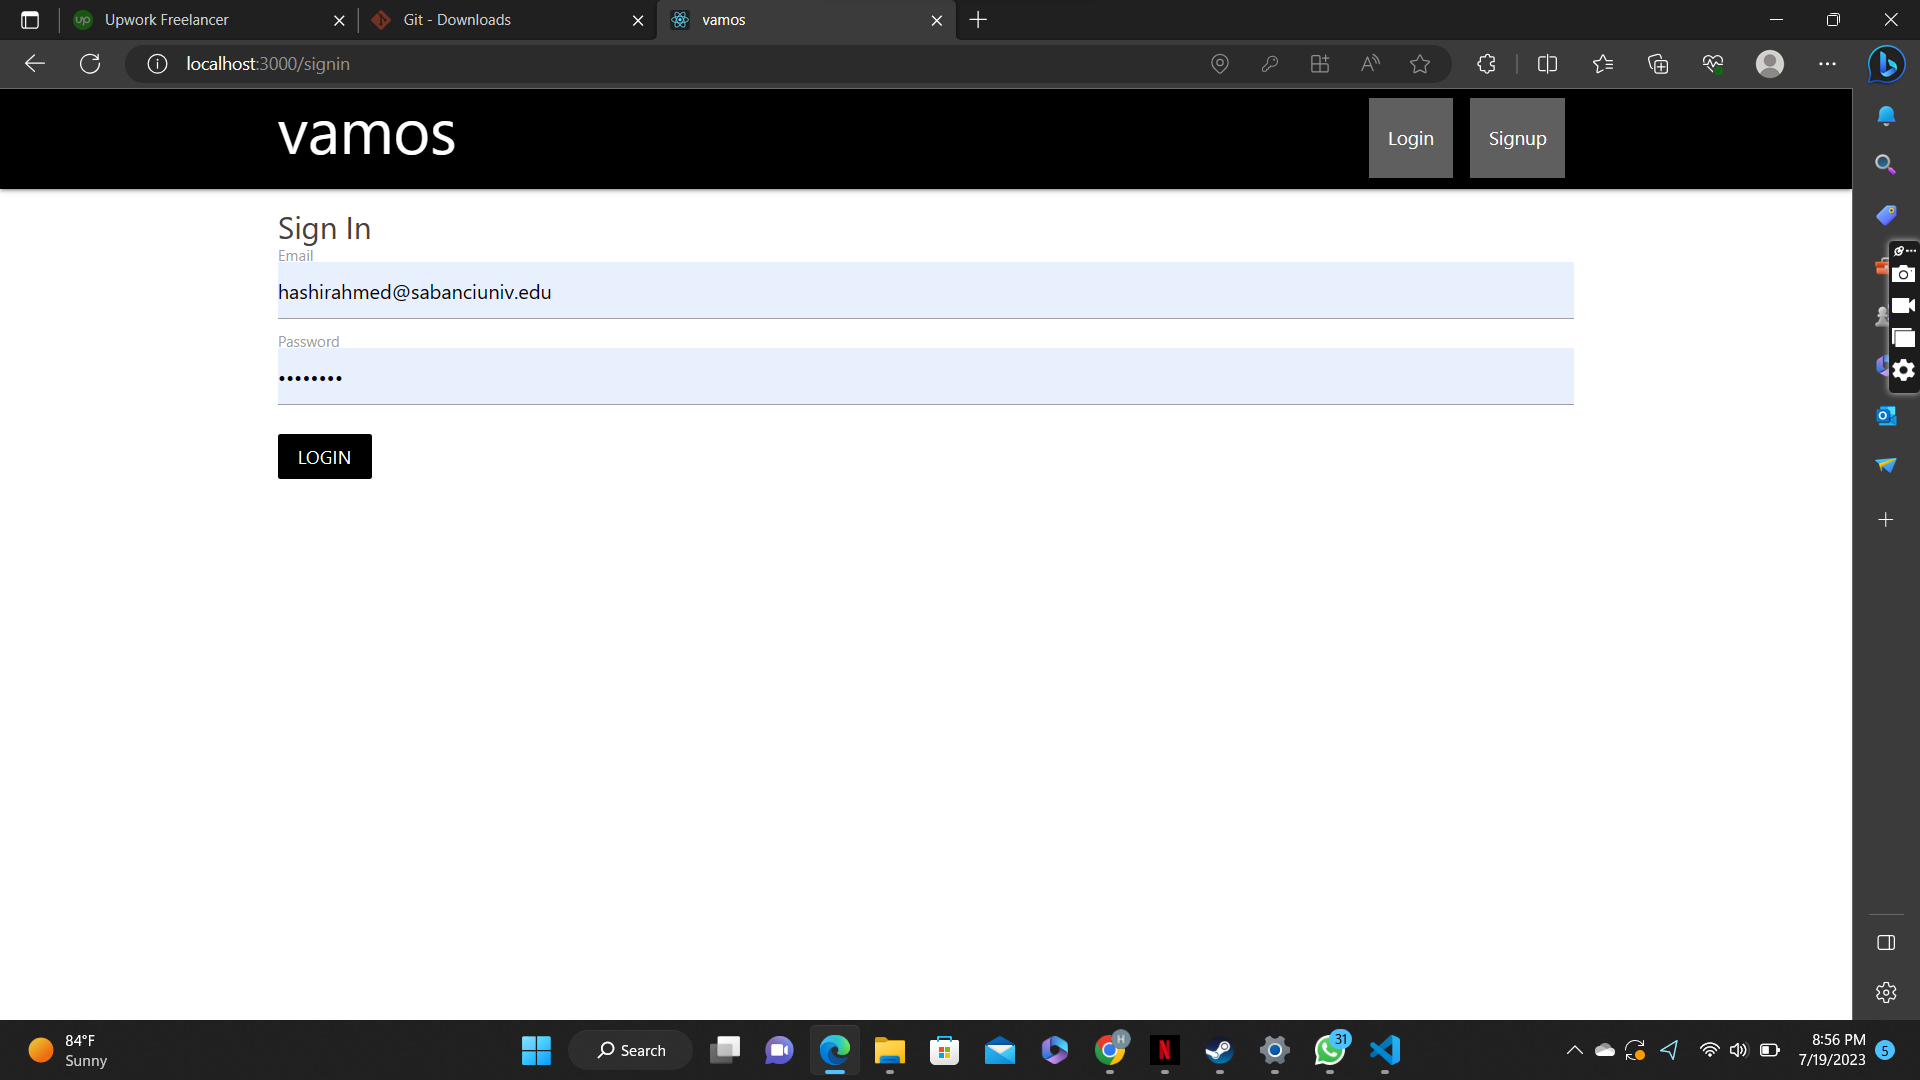 Upwork Freelancer
Git - Downloads
vamos
localhost:3000/signin
vamos
Login
Signup
Sign In
Email
hashirahmed@sabanciuniv.edu
Password
••••••••
LOGIN
84°F
Sunny
Search
H
31
8:56 PM
7/19/2023
5